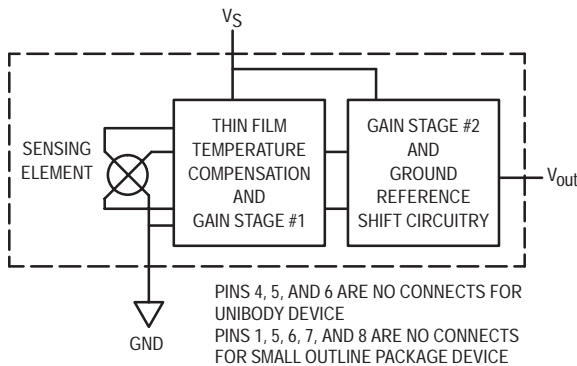 VS
SENSING
ELEMENT
THIN FILM
TEMPERATURE
COMPENSATION
AND
GAIN STAGE #1
GAIN STAGE #2
AND
GROUND
REFERENCE
SHIFT CIRCUITRY
Vout
GND
PINS 4, 5, AND 6 ARE NO CONNECTS FOR
UNIBODY DEVICE
PINS 1, 5, 6, 7, AND 8 ARE NO CONNECTS
FOR SMALL OUTLINE PACKAGE DEVICE